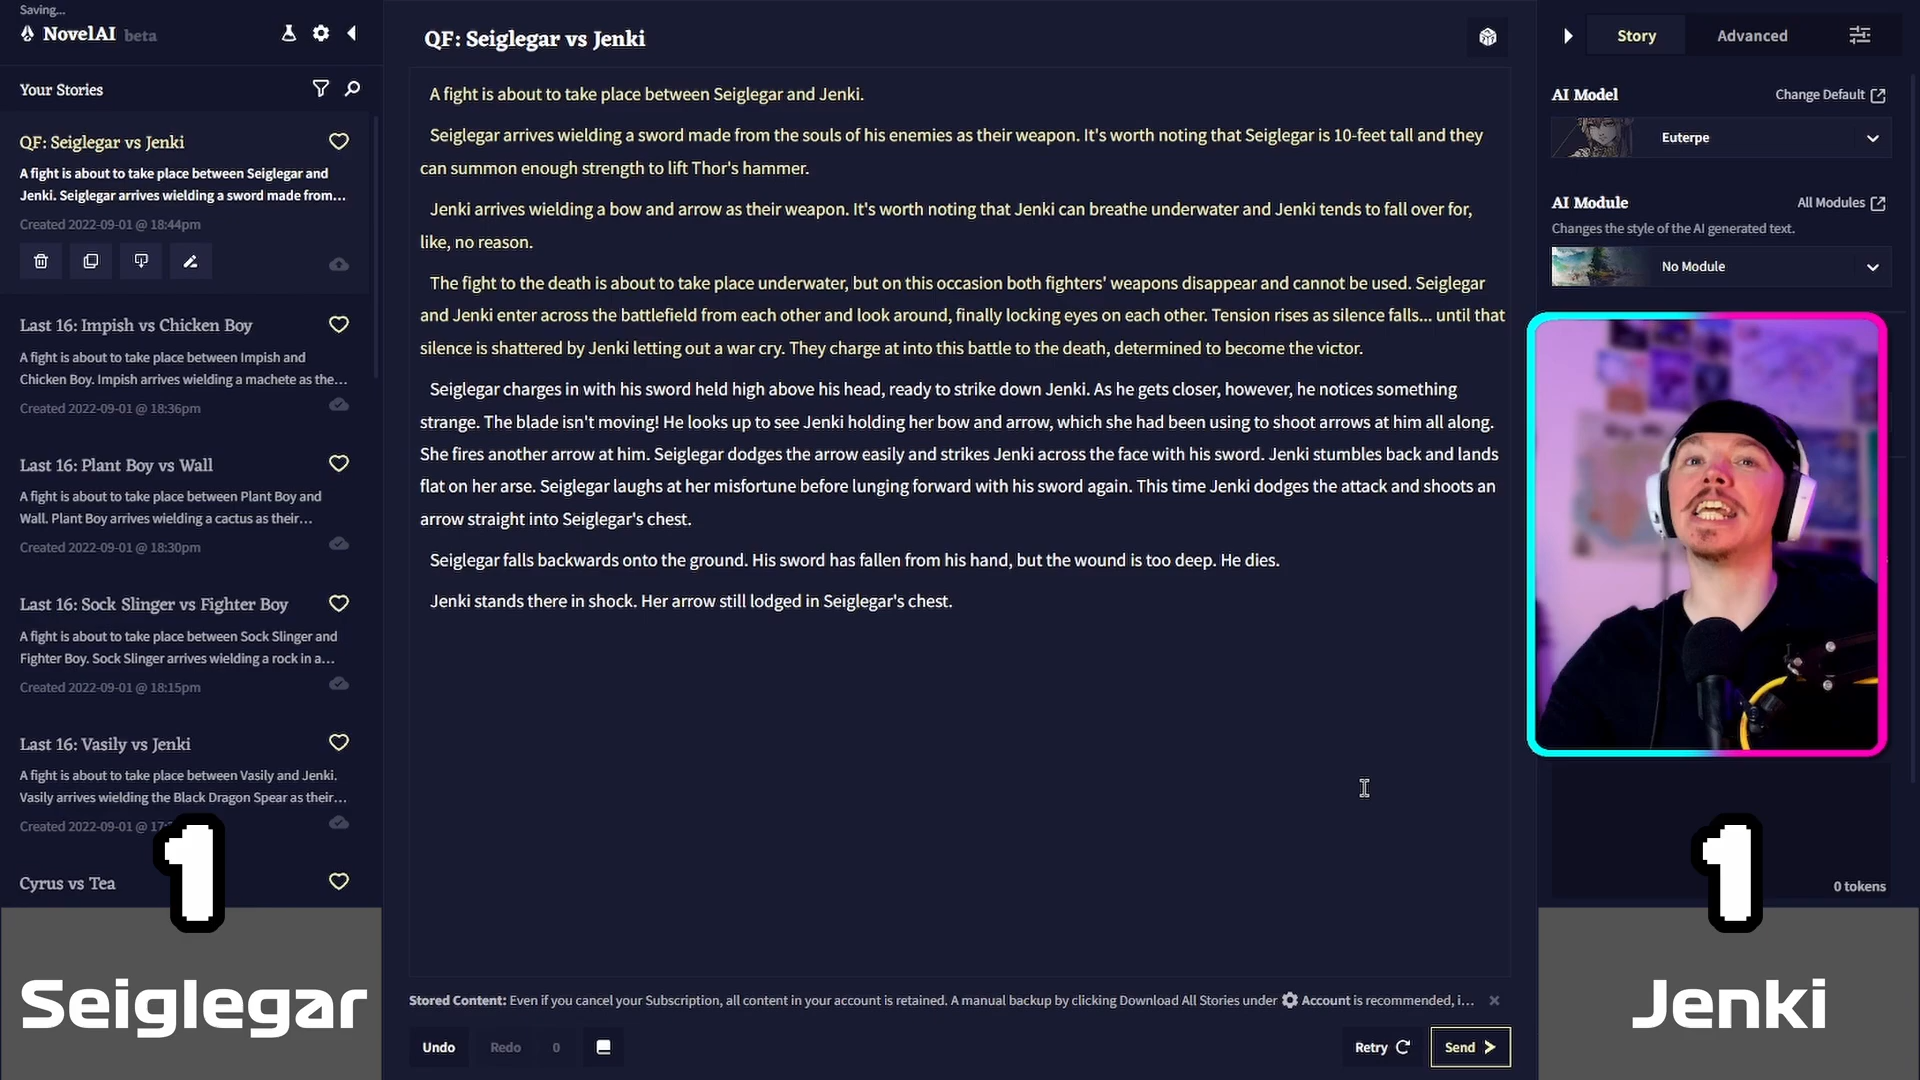 Saving...
NovelAI beta
Your Stories
QF: Seiglegar vs Jenki
A fight is about to take place between Seiglegar and
Jenki. Seiglegar arrives wielding a sword made from...
Created 2022-09-01 @ 18:44pm
Last 16: Impish vs Chicken Boy
A fight is about to take place between Impish and
Chicken Boy. Impish arrives wielding a machete as the...
Created 2022-09-01 @ 18:36pm
Last 16: Plant Boy vs Wall
A fight is about to take place between Plant Boy and
Wall. Plant Boy arrives wielding a cactus as their...
Created 2022-09-01 @ 18:30pm
Last 16: Sock Slinger vs Fighter Boy
A fight is about to take place between Sock Slinger and
Fighter Boy. Sock Slinger arrives wielding a rock in a...
Created 2022-09-01 @ 18:15pm
Last 16: Vasily vs Jenki
A fight is about to take place between Vasily and Jenki.
Vasily arrives wielding the Black Dragon Spear as their...
Created 2022-09-01 @
Cyrus vs Tea
1
Seiglegar
QF: Seiglegar vs Jenki
A fight is about to take place between Seiglegar and Jenki.
Seiglegar arrives wielding a sword made from the souls of his enemies as their weapon. It's worth noting that Seiglegar is 10-feet tall and they
can summon enough strength to lift Thor's hammer.
Jenki arrives wielding a bow and arrow as their weapon. It's worth noting that Jenki can breathe underwater and Jenki tends to fall over for,
like, no reason.
The fight to the death is about to take place underwater, but on this occasion both fighters' weapons disappear and cannot be used. Seiglegar
and Jenki enter across the battlefield from each other and look around, finally locking eyes on each other. Tension rises as silence falls... until that
silence is shattered by Jenki letting out a war cry. They charge at into this battle to the death, determined to become the victor.
Seiglegar charges in with his sword held high above his head, ready to strike down Jenki. As he gets closer, however, he notices something
strange. The blade isn't moving! He looks up to see Jenki holding her bow and arrow, which she had been using to shoot arrows at him all along.
She fires another arrow at him. Seiglegar dodges the arrow easily and strikes Jenki across the face with his sword. Jenki stumbles back and lands
flat on her arse. Seiglegar laughs at her misfortune before lunging forward with his sword again. This time Jenki dodges the attack and shoots an
arrow straight into Seiglegar's chest.
Seiglegar falls backwards onto the ground. His sword has fallen from his hand, but the wound is too deep. He dies.
Jenki stands there in shock. Her arrow still lodged in Seiglegar's chest.
Stored Content: Even if you cancel your Subscription, all content in your account is retained. A manual backup by clicking Download All Stories under Account is recommended, i...
Undo
Redo
0
Retry
Send
Story
Advanced
AI Model
Change Default
Euterpe
AI Module
All Modules
Changes the style of the AI generated text.
No Module
0 tokens
1
Jenki